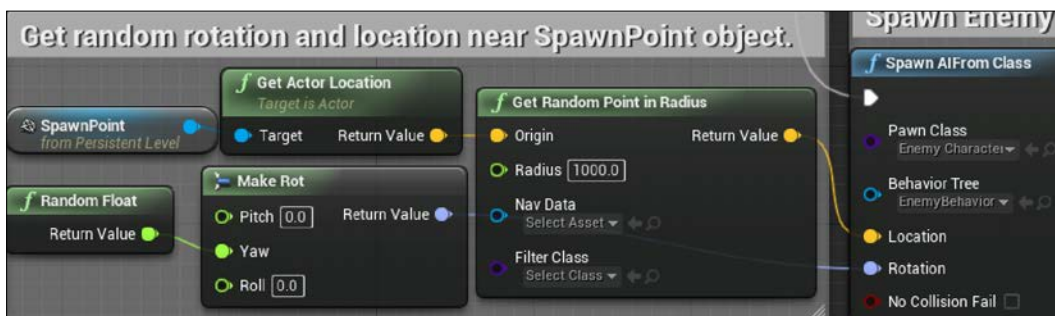 Get random rotation and location near SpawnPoint object.
Spawn Enemy
f Get Actor Location
Target is Actor
Target Return Value
SpawnPoint
from Persistent Level
f Random Float
Return Value
Make Rot
Pitch 0.0 Return Value
Yaw
Roll 0.0
f Get Random Point in Radius
Origin Return Value
Radius 1000.0
Nav Data
Select Asset
Filter Class
Select Class
f Spawn AIFrom Class
Pawn Class
Enemy Character
Behavior Tree
EnemyBehavior
Location
Rotation
No Collision Fail